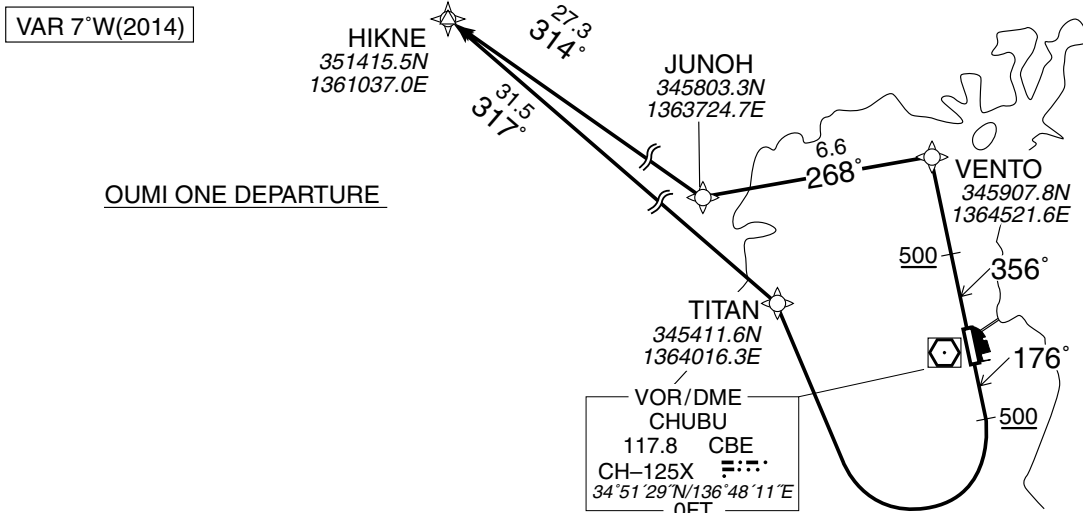 VAR 7°W(2014)
HIKNE
351415.5N
1361037.0E
27.3
314°
31.5
317°
JUNOH
345803.3N
1363724.7E
6.6
268°
VENTO
345907.8N
1364521.6E
OUMI ONE DEPARTURE
500
356°
TITAN
345411.6N
1364016.3E
176°
500
VOR/DME
CHUBU
117.8 CBE
CH–125X
34°51´29˝N/136°48´11˝E
0FT